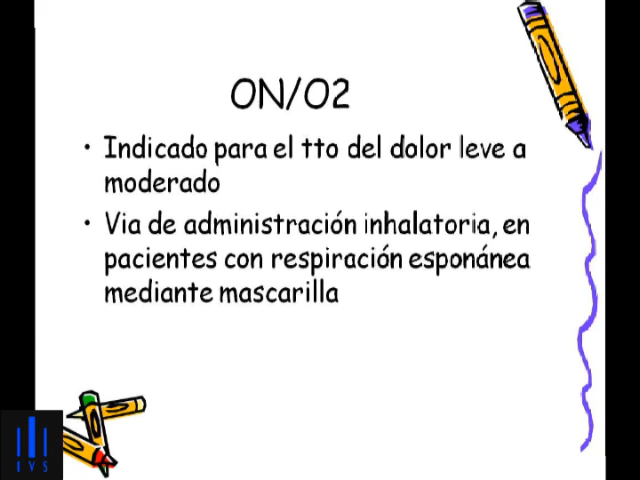 ON/O2
• Indicado para el tto del dolor leve a
moderado
• Via de administración inhalatoria, en
pacientes con respiración esponánea
mediante mascarilla
IVS